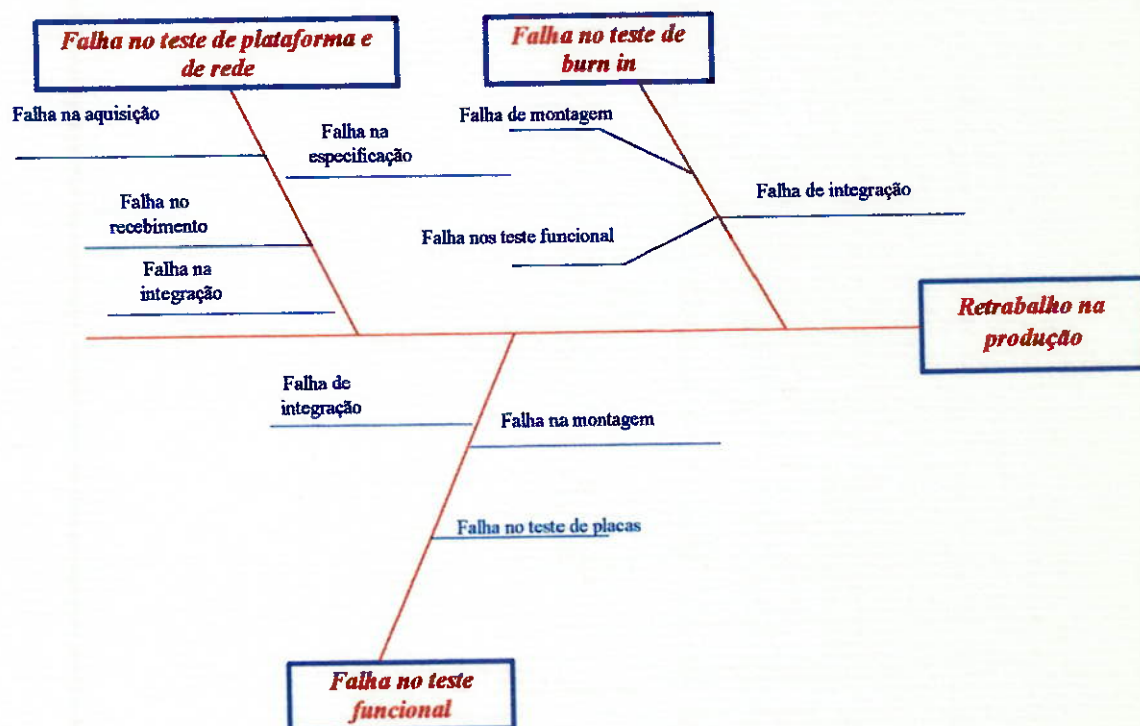 Falha no teste de plataforma e
de rede
Falha no teste de
burn in
Falha na aquisição
Falha na
especificação
Falha no
recebimento
Falha na
integração
Falha de montagem
Falha de integração
Falha nos teste funcional
Retrabalho na
produção
Falha de
integração
Falha na montagem
Falha no teste de placas
Falha no teste
funcional